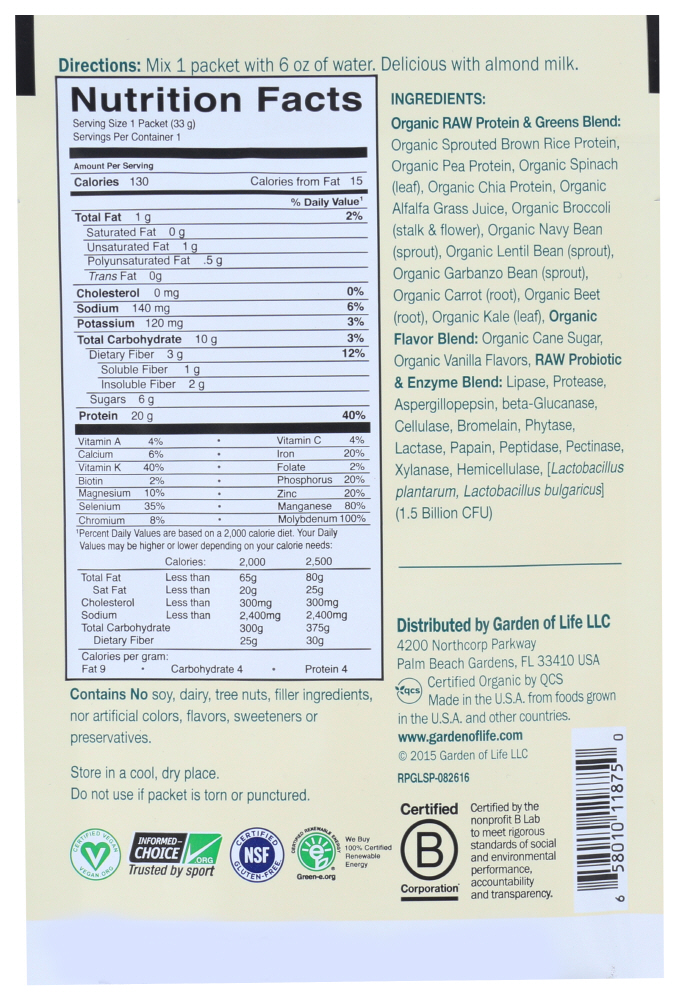 Directions: Mix 1 packet with 6 oz of water. Delicious with almond milk.
Nutrition Facts
Serving Size 1 Packet (33 g)
Servings Per Container 1
Amount Per Serving
Calories 130 Calories from Fat 15
% Daily Value¹
Total Fat 1 g 2%
Saturated Fat 0 g
Unsaturated Fat 1 g
Polyunsaturated Fat .5 g
Trans Fat 0g
Cholesterol 0 mg 0%
Sodium 140 mg 6%
Potassium 120 mg 3%
Total Carbohydrate 10 g 3%
Dietary Fiber 3 g 12%
Soluble Fiber 1 g
Insoluble Fiber 2 g
Sugars 6 g
Protein 20 g 40%
Vitamin A 4% • Vitamin C 4%
Calcium 6% • Iron 20%
Vitamin K 40% • Folate 2%
Biotin 2% • Phosphorus 20%
Magnesium 10% • Zinc 20%
Selenium 35% • Manganese 80%
Chromium 8% • Molybdenum 100%
¹Percent Daily Values are based on a 2,000 calorie diet. Your Daily
Values may be higher or lower depending on your calorie needs:
Calories: 2,000 2,500
Total Fat Less than 65g 80g
Sat Fat Less than 20g 25g
Cholesterol Less than 300mg 300mg
Sodium Less than 2,400mg 2,400mg
Total Carbohydrate 300g 375g
Dietary Fiber 25g 30g
Calories per gram:
Fat 9 • Carbohydrate 4 • Protein 4
Contains No soy, dairy, tree nuts, filler ingredients,
nor artificial colors, flavors, sweeteners or
preservatives.
Store in a cool, dry place.
Do not use if packet is torn or punctured.
CERTIFIED VEGAN
V
VEGAN.ORG
INFORMED-
CHOICE
.ORG
Trusted by sport
CERTIFIED
NSF
GLUTEN-FREE
CERTIFIED RENEWABLE ENERGY
e
Green-e.org
We Buy
100% Certified
Renewable
Energy
INGREDIENTS:
Organic RAW Protein & Greens Blend:
Organic Sprouted Brown Rice Protein,
Organic Pea Protein, Organic Spinach
(leaf), Organic Chia Protein, Organic
Alfalfa Grass Juice, Organic Broccoli
(stalk & flower), Organic Navy Bean
(sprout), Organic Lentil Bean (sprout),
Organic Garbanzo Bean (sprout),
Organic Carrot (root), Organic Beet
(root), Organic Kale (leaf), Organic
Flavor Blend: Organic Cane Sugar,
Organic Vanilla Flavors, RAW Probiotic
& Enzyme Blend: Lipase, Protease,
Aspergillopepsin, beta-Glucanase,
Cellulase, Bromelain, Phytase,
Lactase, Papain, Peptidase, Pectinase,
Xylanase, Hemicellulase, [Lactobacillus
plantarum, Lactobacillus bulgaricus]
(1.5 Billion CFU)
Distributed by Garden of Life LLC
4200 Northcorp Parkway
Palm Beach Gardens, FL 33410 USA
qcs Certified Organic by QCS
Made in the U.S.A. from foods grown
in the U.S.A. and other countries.
www.gardenoflife.com
© 2015 Garden of Life LLC
RPGLSP-082616
Certified
B
Corporation
Certified by the
nonprofit B Lab
to meet rigorous
standards of social
and environmental
performance,
accountability
and transparency.
6 58010 11875 0